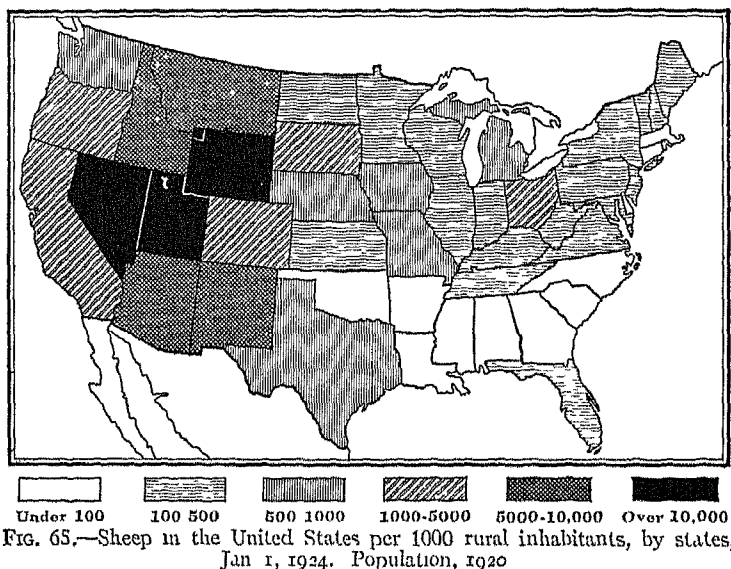 Under 100
100 500
500 1000
1000-5000
5000-10,000
Over 10,000
FIG. 65.—Sheep in the United States per 1000 rural inhabitants, by states,
Jan 1, 1924. Population, 1920